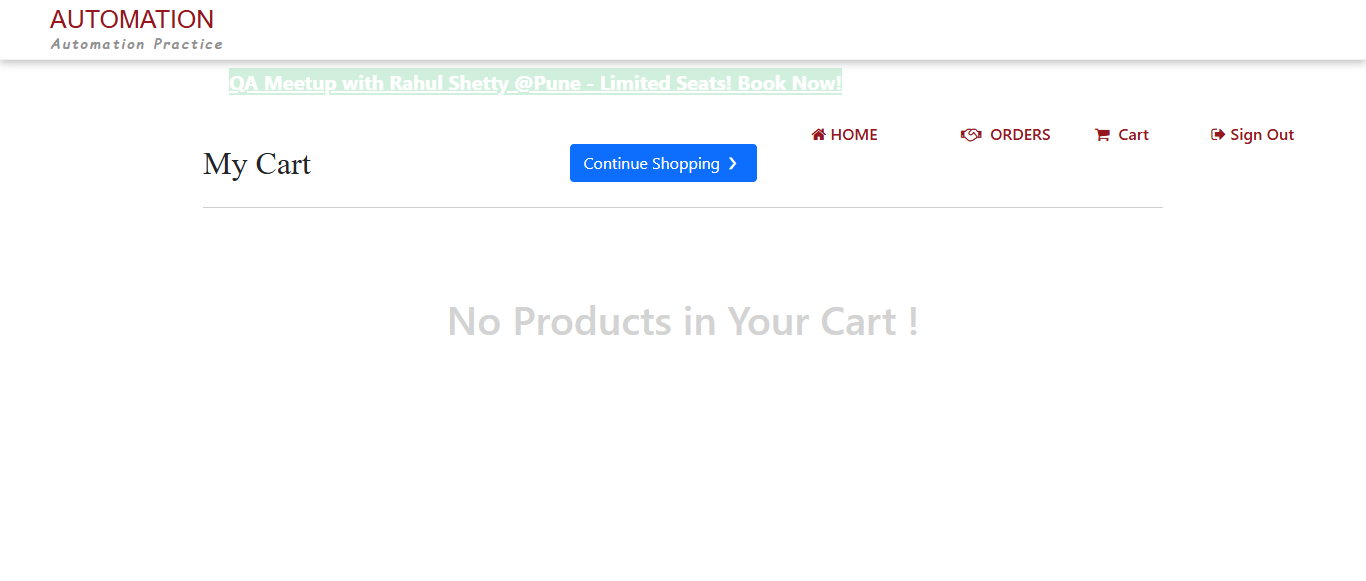 AUTOMATION
Automation Practice
QA Meetup with Rahul Shetty @Pune - Limited Seats! Book Now!
HOME ORDERS Cart Sign Out
My Cart Continue Shopping ❯
No Products in Your Cart !